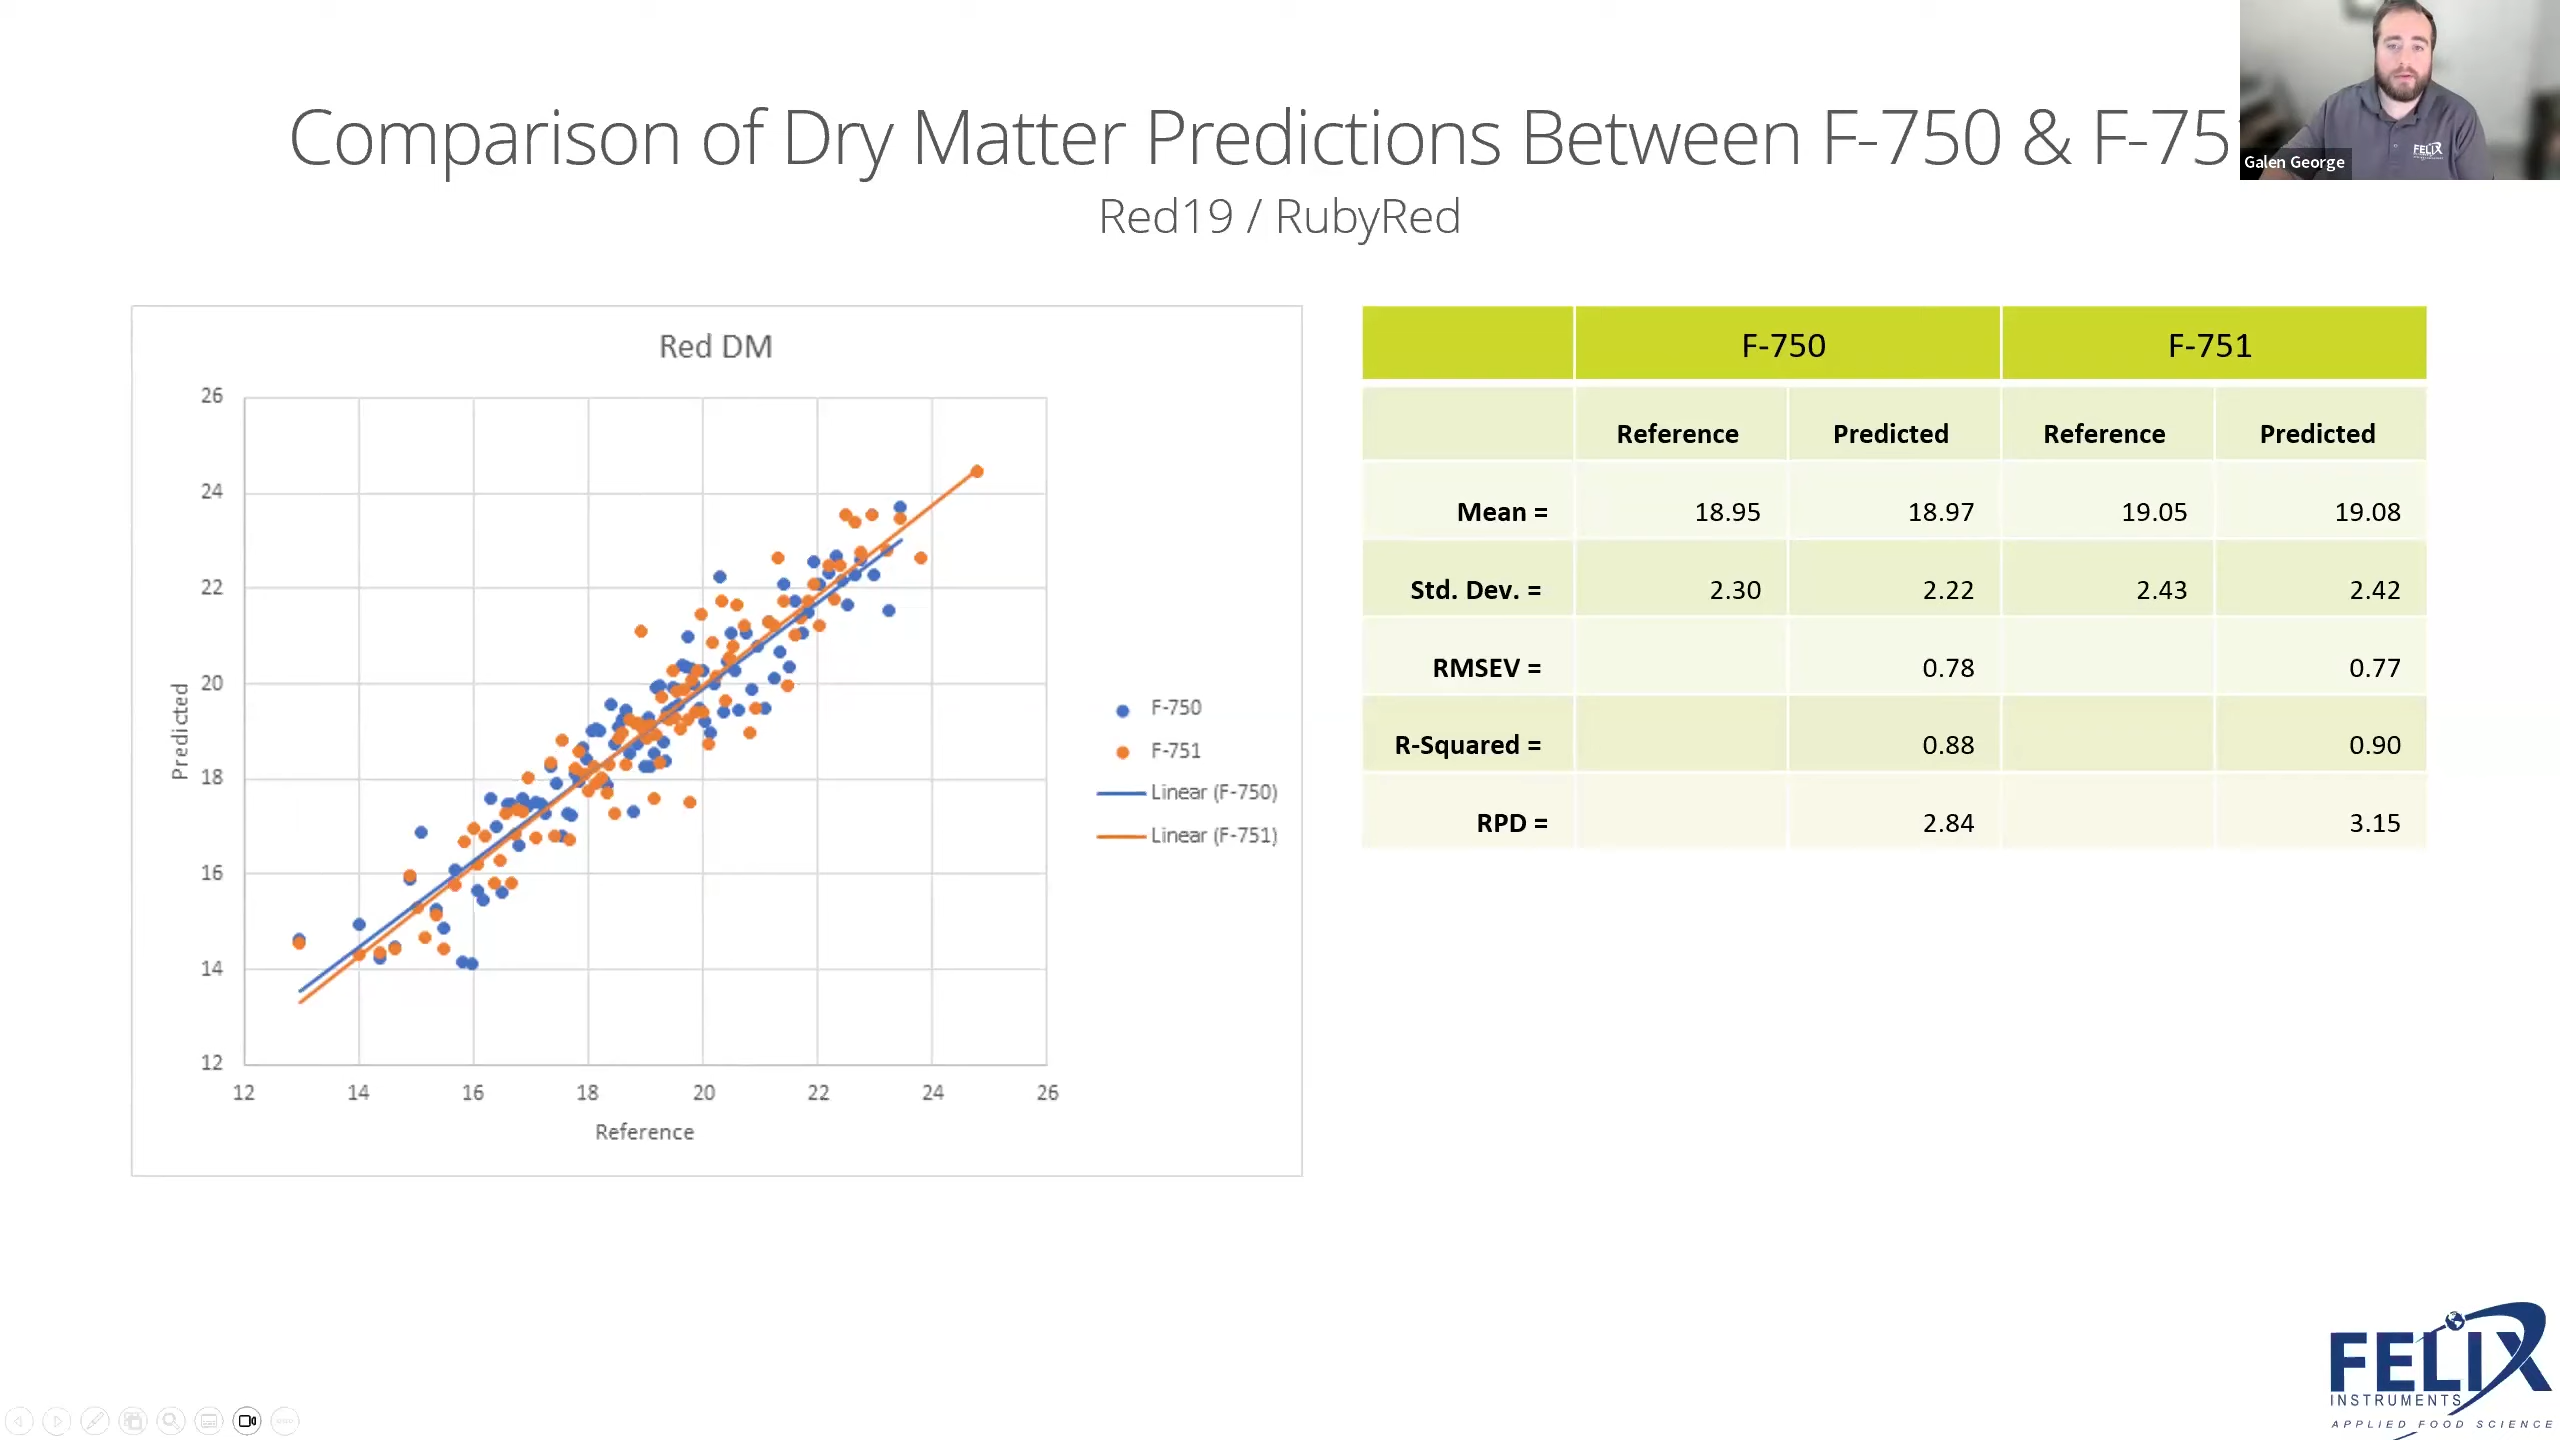 Comparison of Dry Matter Predictions Between F-750 & F-75
Galen George
FELIX
Red19 / RubyRed
Red DM
26
24
22
20
18
16
14
12
Predicted
12 14 16 18 20 22 24 26
Reference
F-750
F-751
Linear (F-750)
Linear (F-751)
F-750 F-751
Reference Predicted Reference Predicted
Mean = 18.95 18.97 19.05 19.08
Std. Dev. = 2.30 2.22 2.43 2.42
RMSEV = 0.78 0.77
R-Squared = 0.88 0.90
RPD = 2.84 3.15
FELIX
INSTRUMENTS
APPLIED FOOD SCIENCE